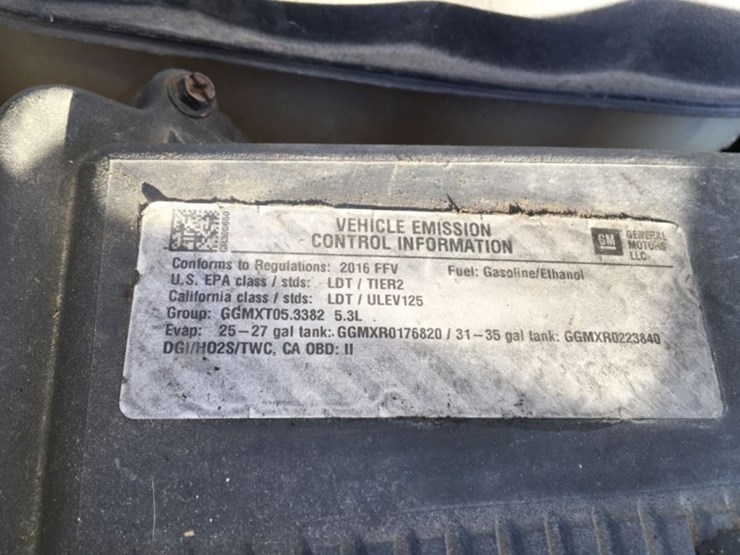 VEHICLE EMISSION
CONTROL INFORMATION
GM GENERAL
MOTORS
LLC
Conforms to Regulations: 2016 FFV Fuel: Gasoline/Ethanol
U.S. EPA class / stds: LDT / TIER2
California class / stds: LDT / ULEV125
Group: GGMXT05.3382 5.3L
Evap: 25-27 gal tank: GGMXR0176820 / 31-35 gal tank: GGMXR0223840
DGI/HO2S/TWC, CA OBD: II